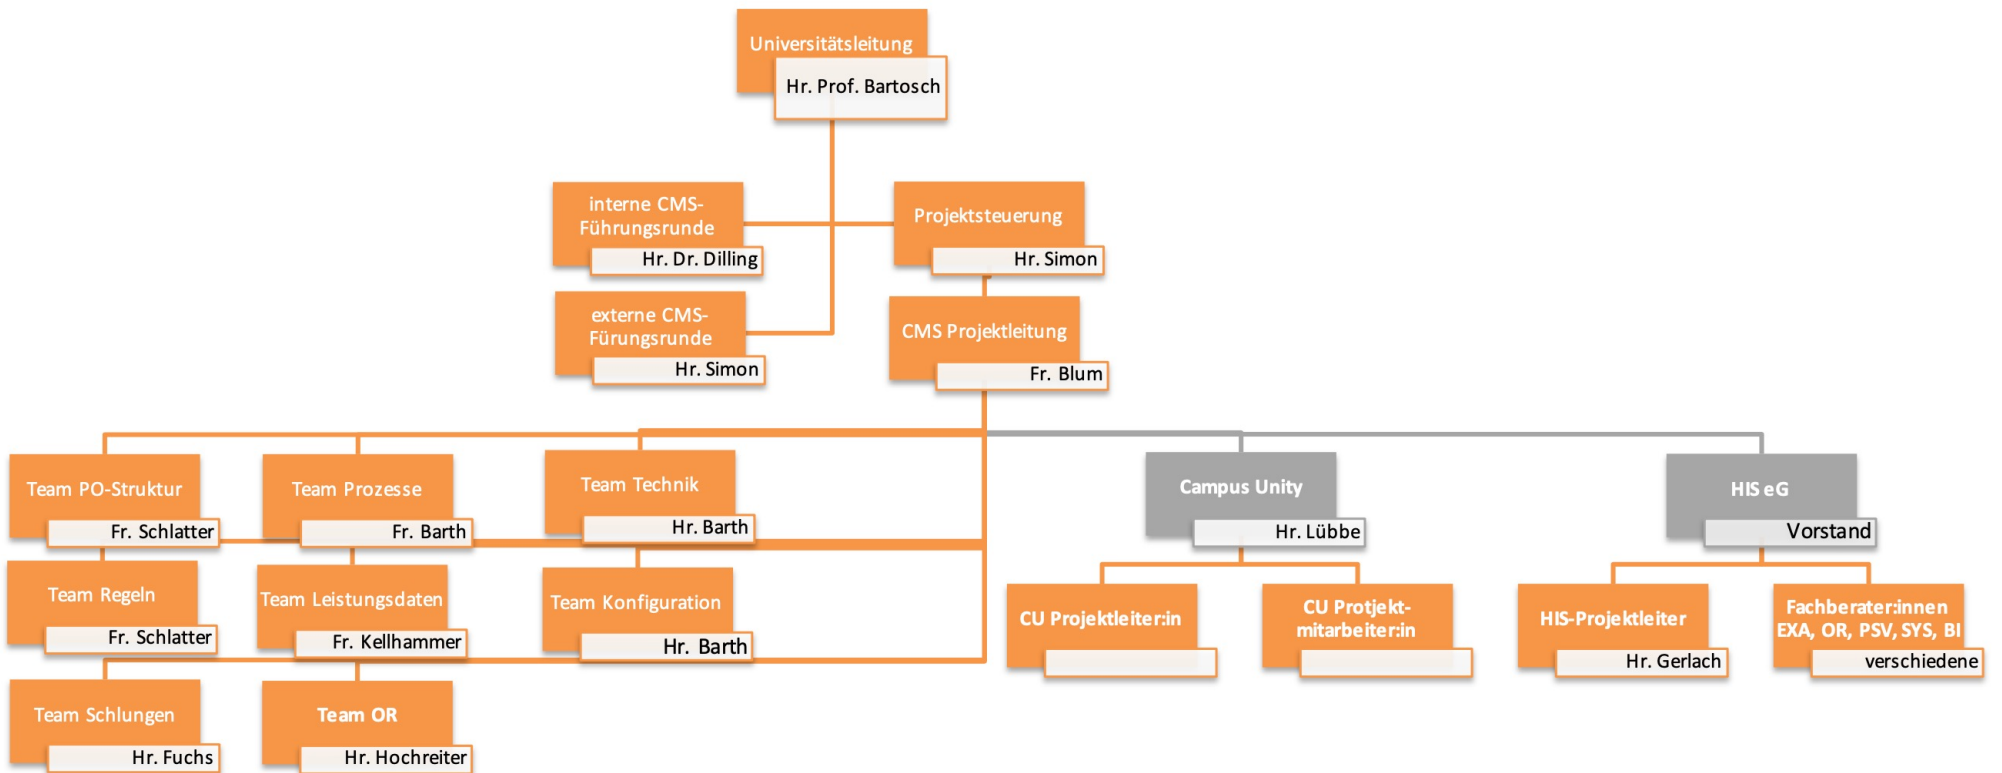 Universitätsleitung
Hr. Prof. Bartosch
interne CMS-
Führungsrunde
Hr. Dr. Dilling
Projektsteuerung
Hr. Simon
externe CMS-
Fürungsrunde
Hr. Simon
CMS Projektleitung
Fr. Blum
Team PO-Struktur
Fr. Schlatter
Team Prozesse
Fr. Barth
Team Technik
Hr. Barth
Campus Unity
Hr. Lübbe
HIS eG
Vorstand
Team Regeln
Fr. Schlatter
Team Leistungsdaten
Fr. Kellhammer
Team Konfiguration
Hr. Barth
CU Projektleiter:in
CU Protjekt-
mitarbeiter:in
HIS-Projektleiter
Hr. Gerlach
Fachberater:innen
EXA, OR, PSV, SYS, BI
verschiedene
Team Schlungen
Hr. Fuchs
Team OR
Hr. Hochreiter